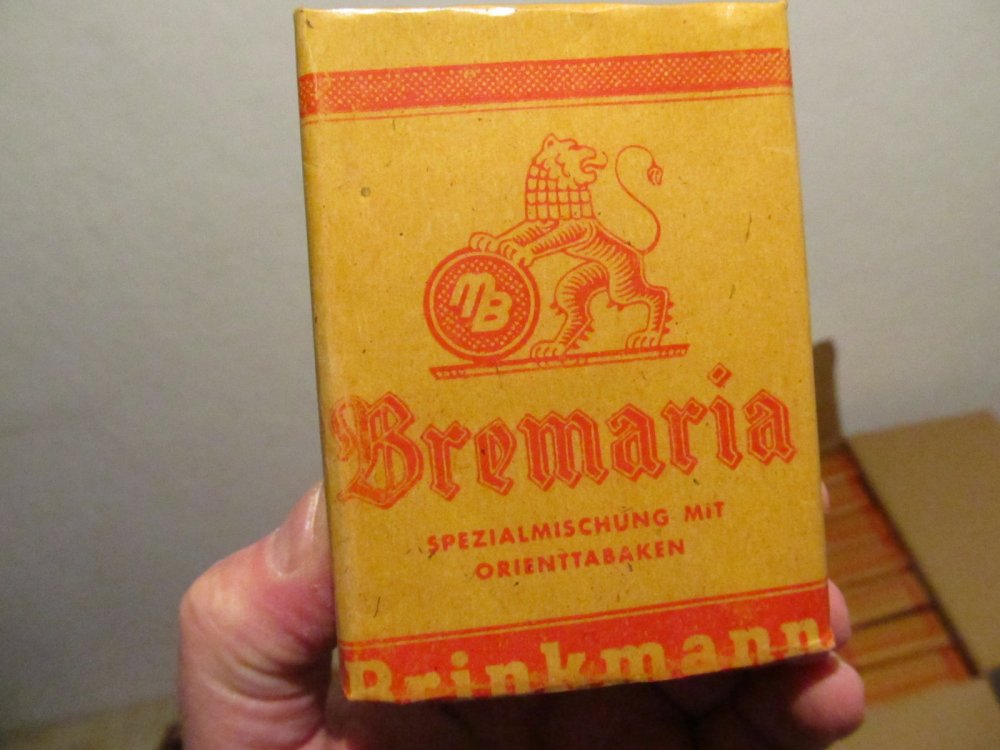 MB
Bremaria
SPEZIALMISCHUNG MIT
ORIENTTABAKEN
Brinkmann